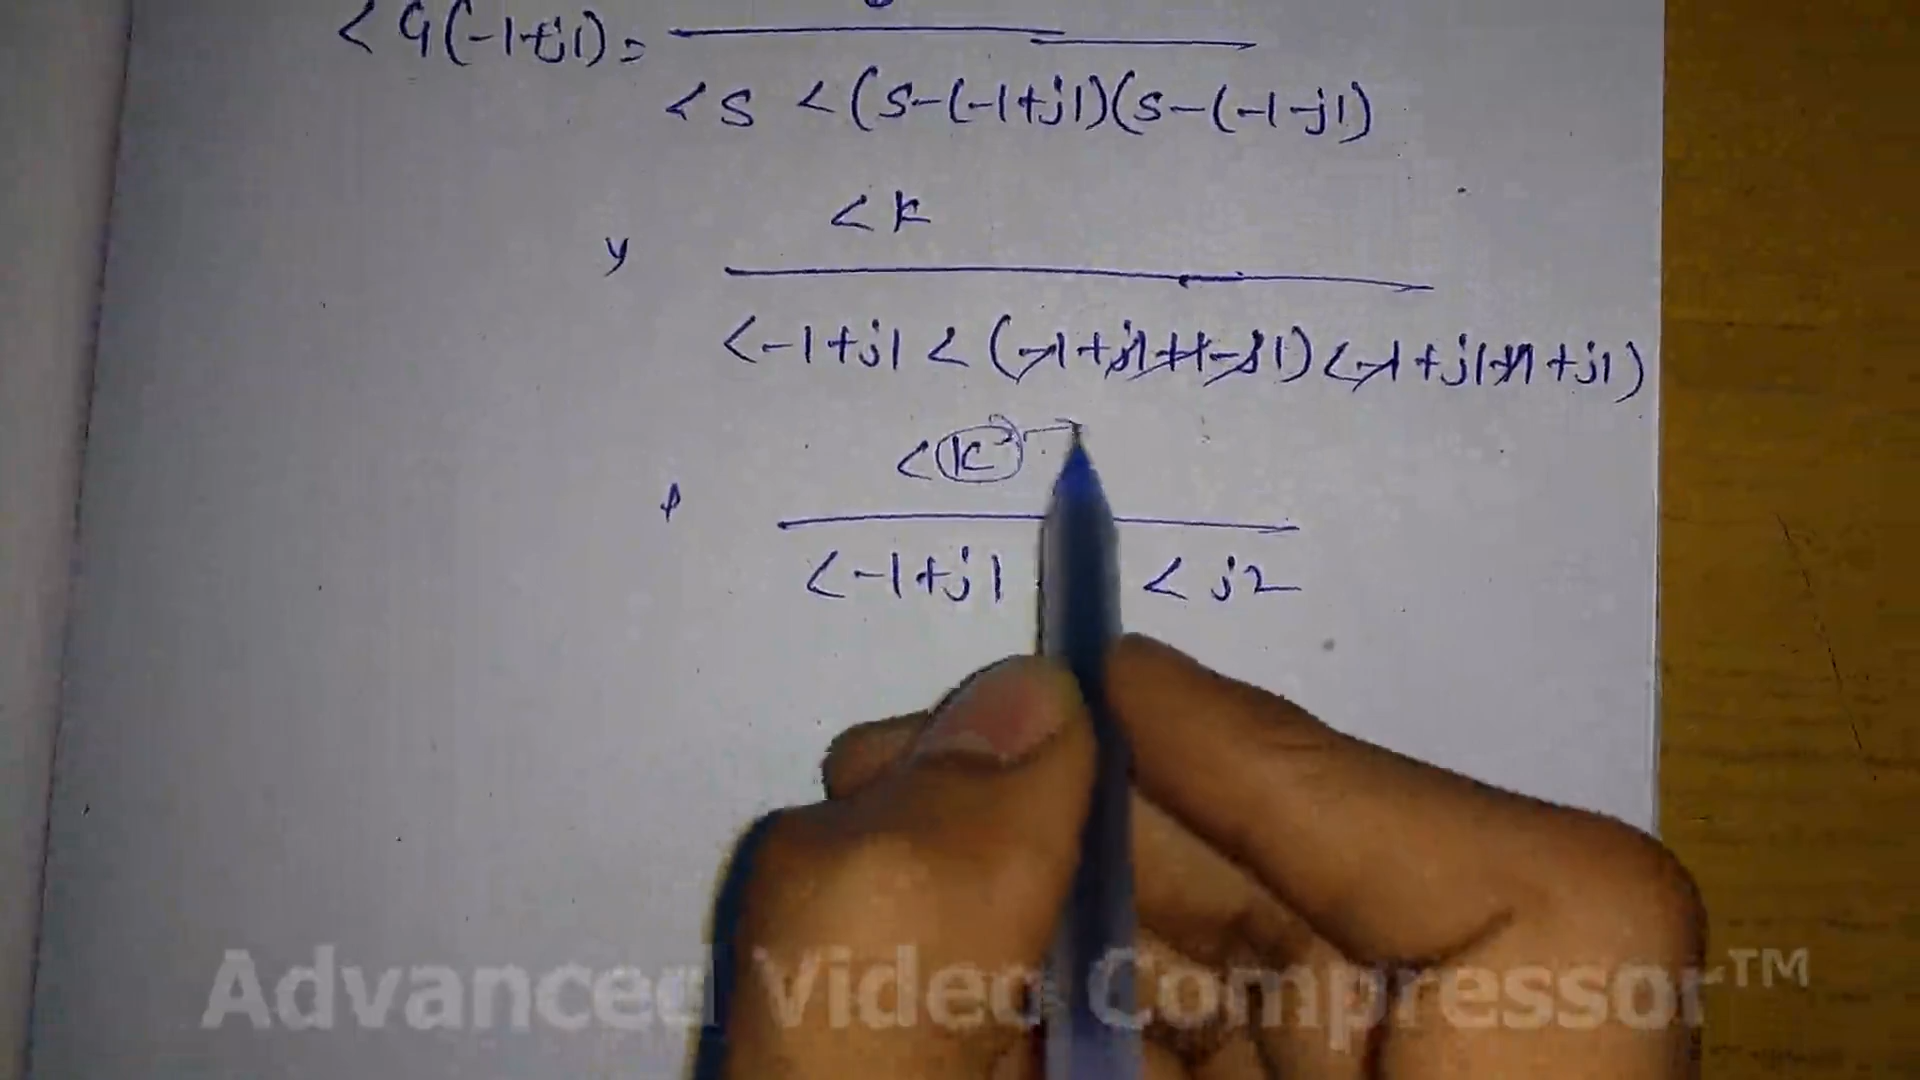 < G(-1+j1) =
< S < (S-(-1+j1)(S-(-1-j1)
< K
y
<-1+j1 < (-1+j1+1-j1) <-1+j1+1+j1)
< K
<-1+j1 < j2
Advanced Video Compressor™